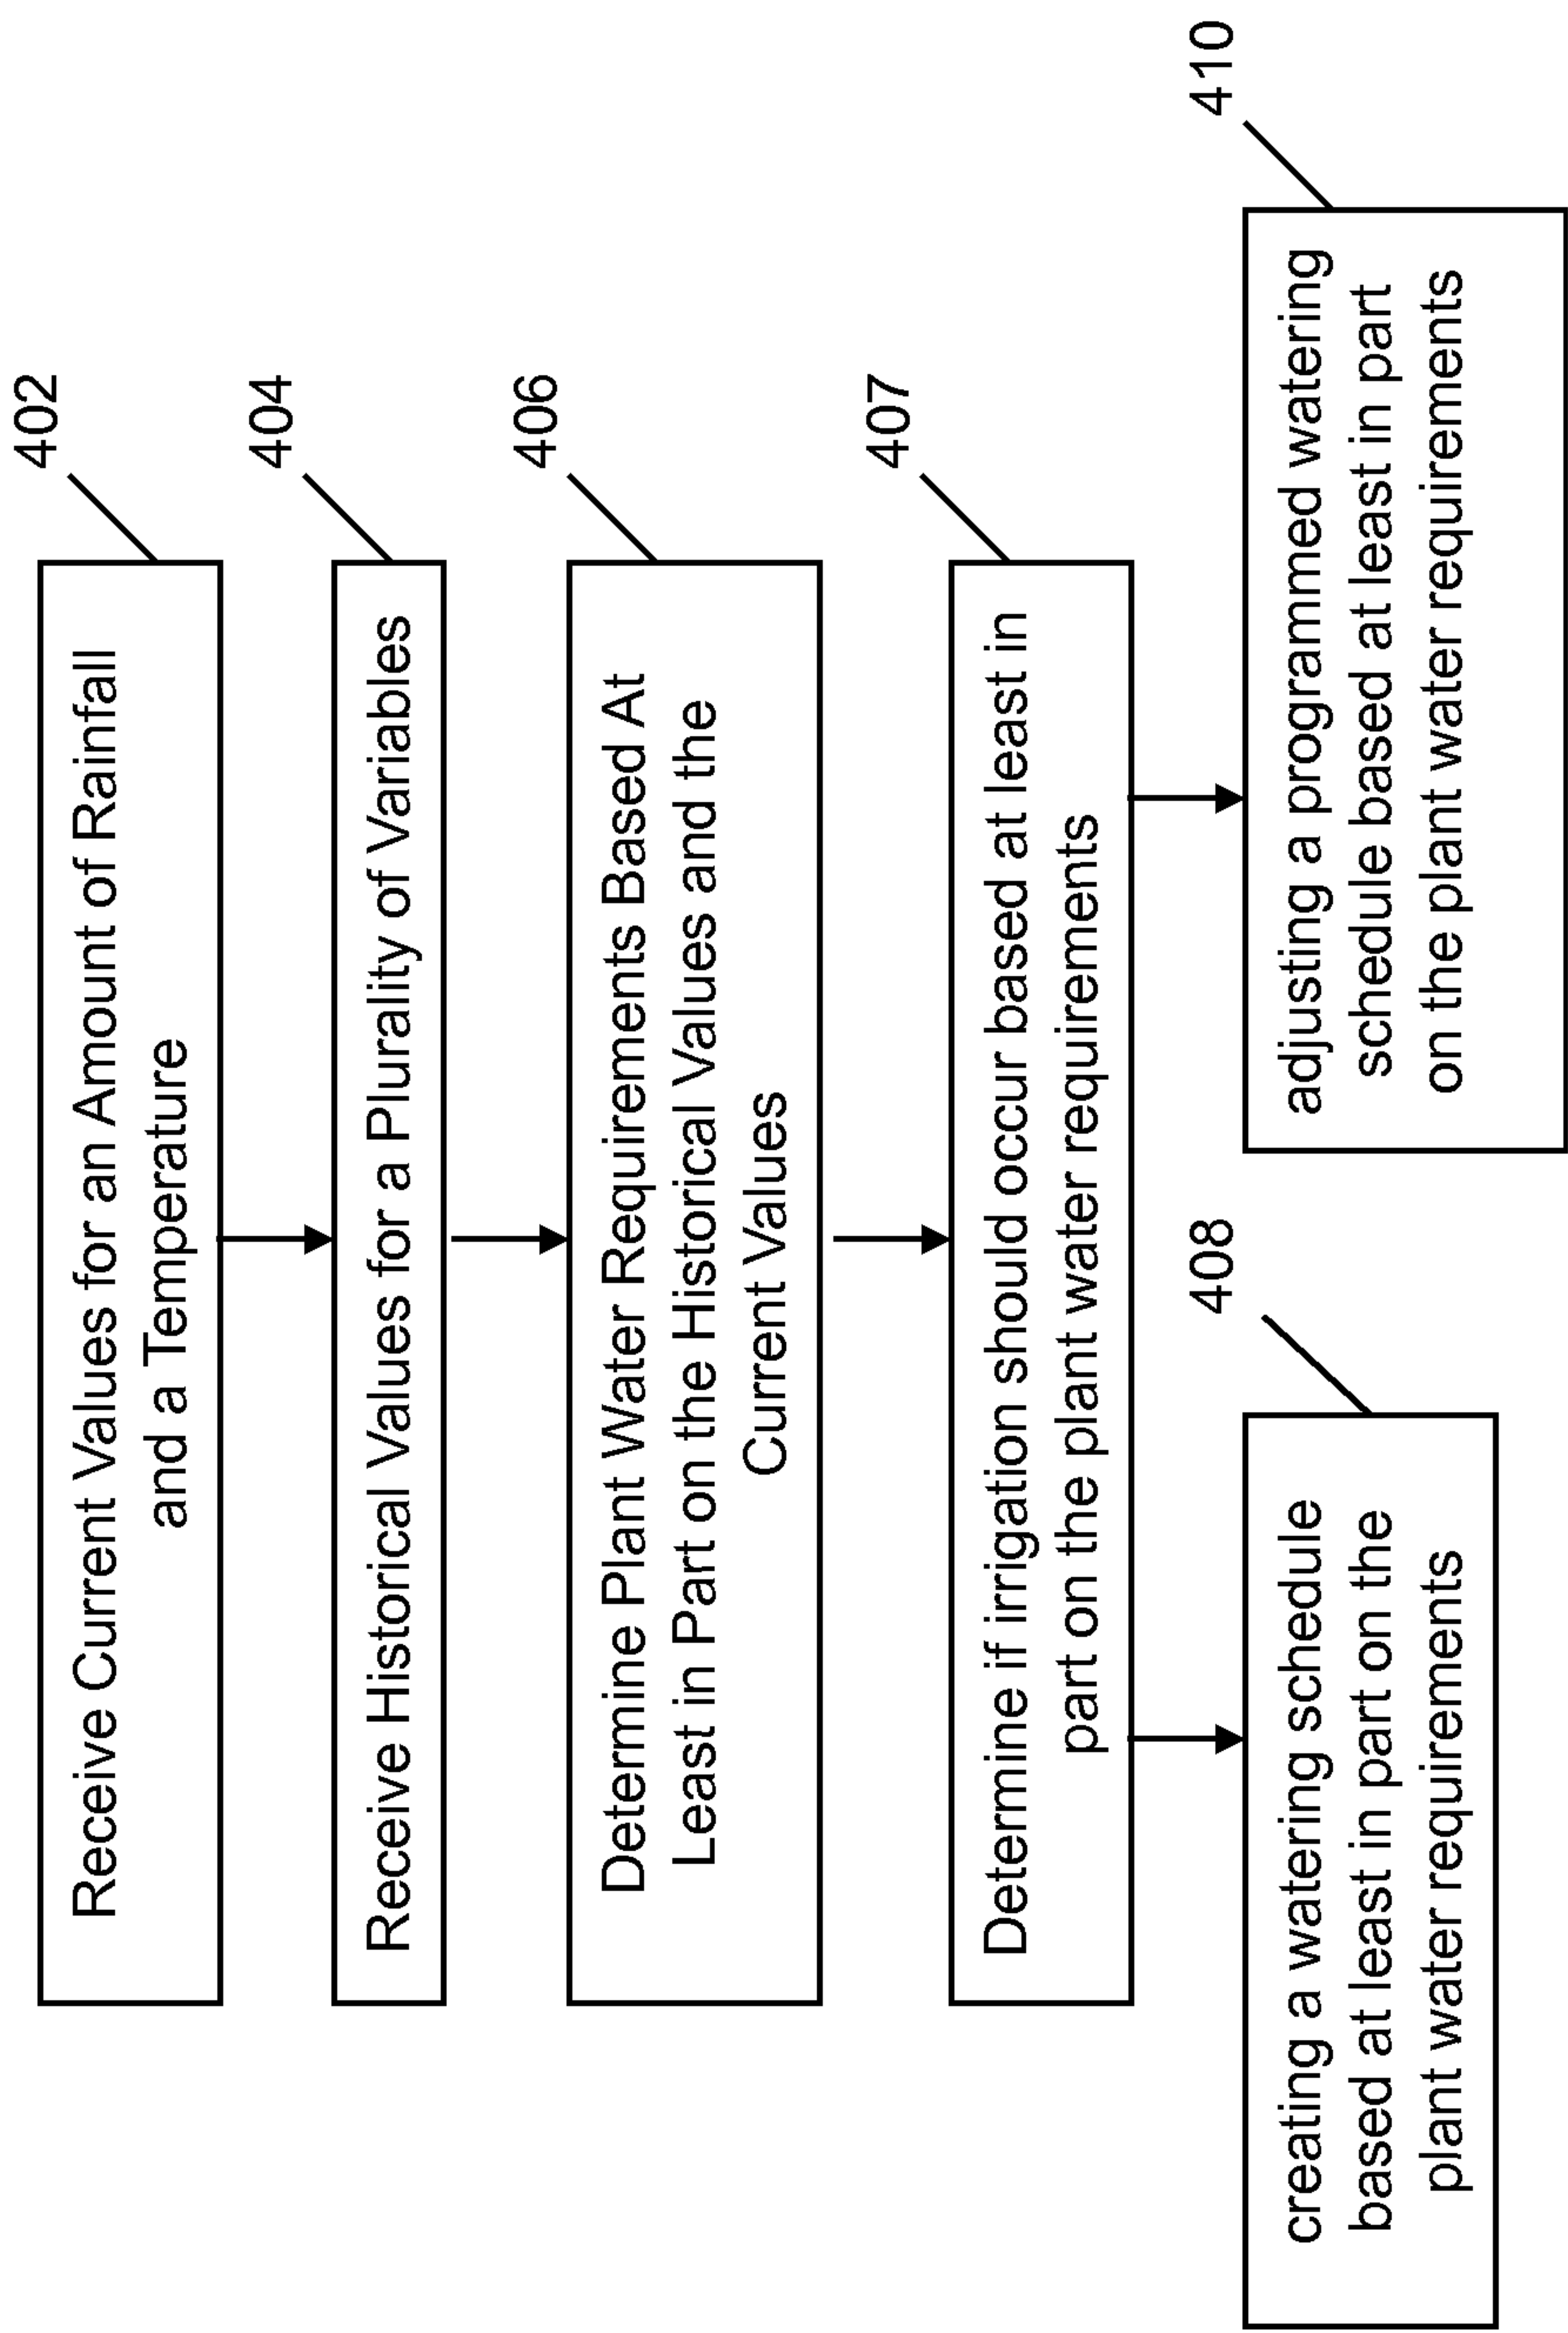 402
Receive Current Values for an Amount of Rainfall
and a Temperature
404
Receive Historical Values for a Plurality of Variables
406
Determine Plant Water Requirements Based At
Least in Part on the Historical Values and the
Current Values
407
Determine if irrigation should occur based at least in
part on the plant water requirements
408
creating a watering schedule
based at least in part on the
plant water requirements
410
adjusting a programmed watering
schedule based at least in part
on the plant water requirements